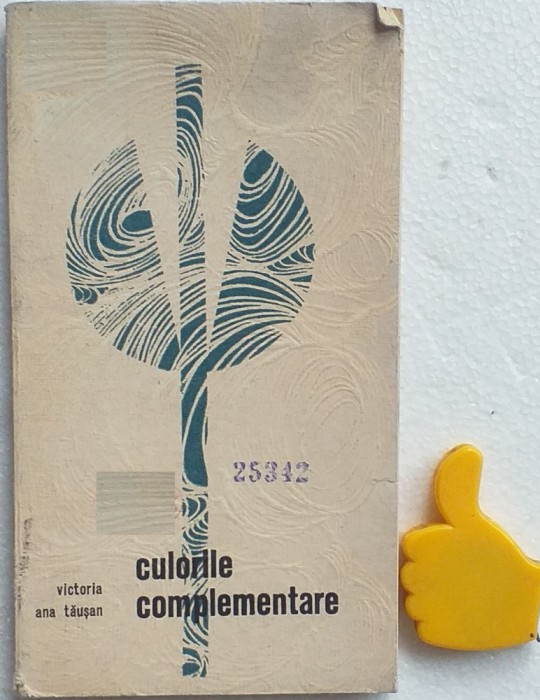 25342
culorile
complementare
victoria
ana tăușan